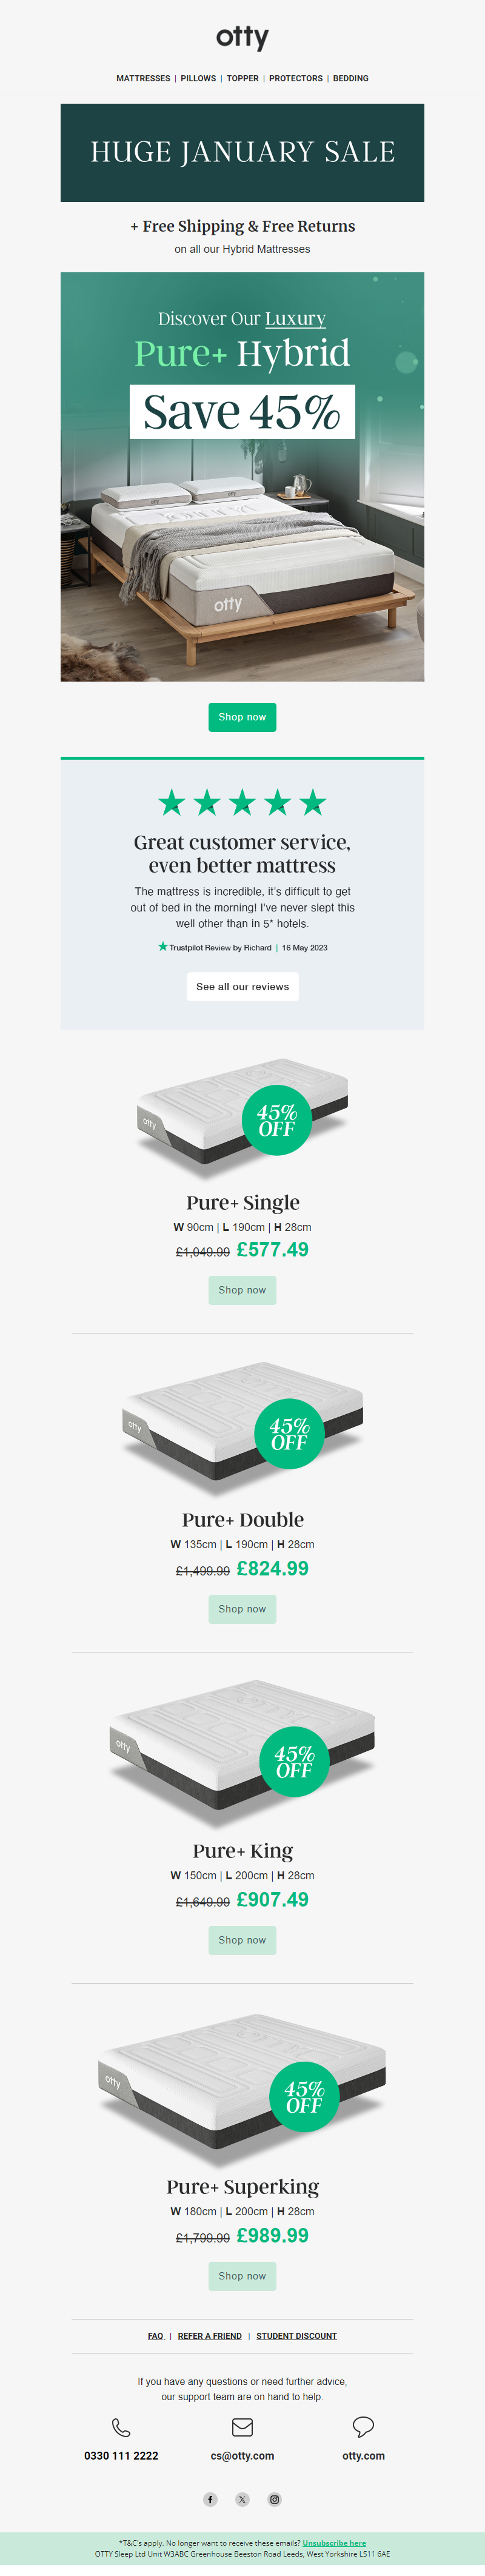 otty
MATTRESSES | PILLOWS | TOPPER | PROTECTORS | BEDDING
HUGE JANUARY SALE
+ Free Shipping & Free Returns
on all our Hybrid Mattresses
Discover Our Luxury
Pure+ Hybrid
Save 45%
otty
Shop now
Great customer service,
even better mattress
The mattress is incredible, it's difficult to get
out of bed in the morning! I've never slept this
well other than in 5* hotels.
Trustpilot Review by Richard | 16 May 2023
See all our reviews
otty
45%
OFF
Pure+ Single
W 90cm | L 190cm | H 28cm
£1,049.99 £577.49
Shop now
otty
45%
OFF
Pure+ Double
W 135cm | L 190cm | H 28cm
£1,499.99 £824.99
Shop now
otty
45%
OFF
Pure+ King
W 150cm | L 200cm | H 28cm
£1,649.99 £907.49
Shop now
otty
45%
OFF
Pure+ Superking
W 180cm | L 200cm | H 28cm
£1,799.99 £989.99
Shop now
FAQ | REFER A FRIEND | STUDENT DISCOUNT
If you have any questions or need further advice,
our support team are on hand to help.
0330 111 2222 cs@otty.com otty.com
*T&C's apply. No longer want to receive these emails? Unsubscribe here
OTTY Sleep Ltd Unit W3ABC Greenhouse Beeston Road Leeds, West Yorkshire LS11 6AE